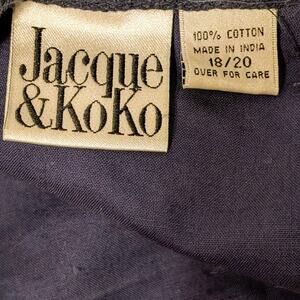 Jacque
&KoKo
100% COTTON
MADE IN INDIA
18/20
OVER FOR CARE